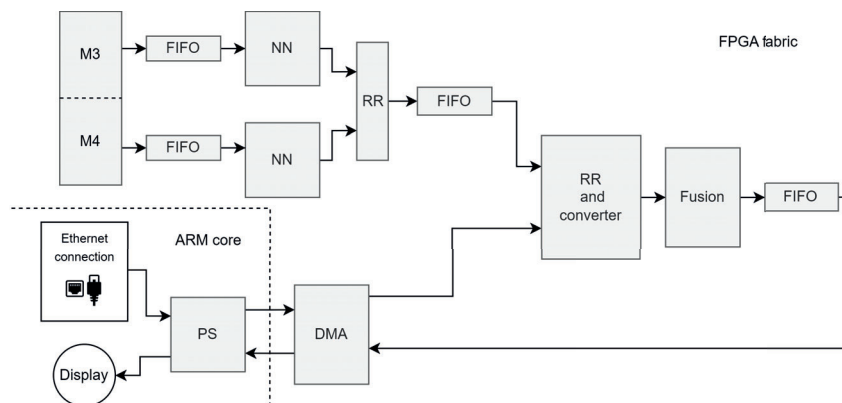 M3
FIFO
NN
FPGA fabric
RR
FIFO
M4
FIFO
NN
RR
and
converter
Fusion
FIFO
Ethernet
connection
ARM core
PS
DMA
Display